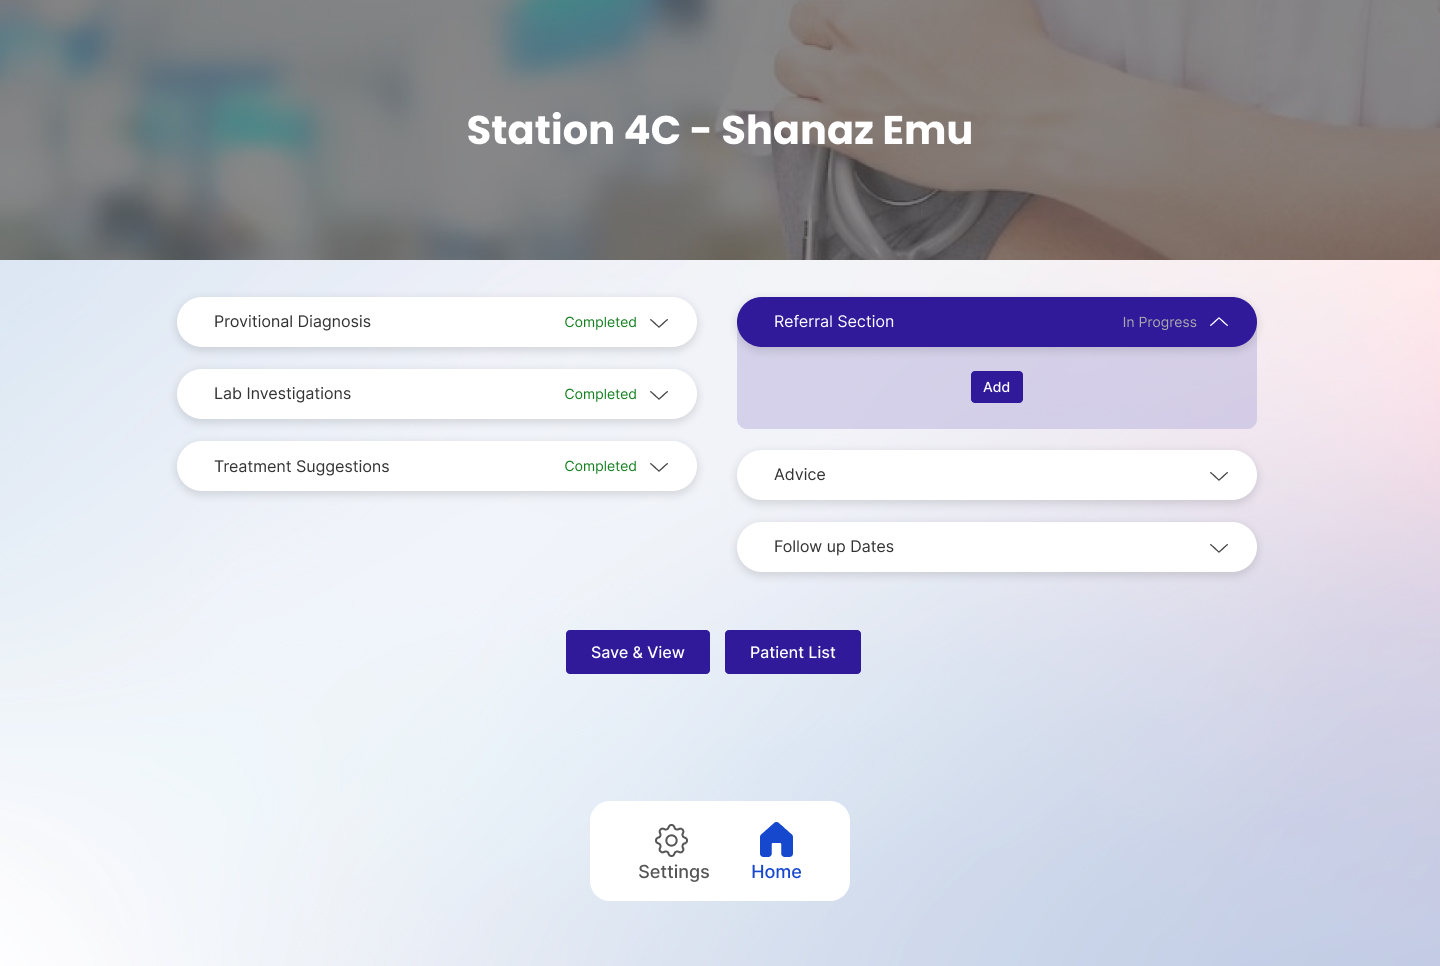 Station 4C - Shanaz Emu
Provitional Diagnosis Completed
Lab Investigations Completed
Treatment Suggestions Completed
Referral Section In Progress
Add
Advice
Follow up Dates
Save & View
Patient List
Settings
Home